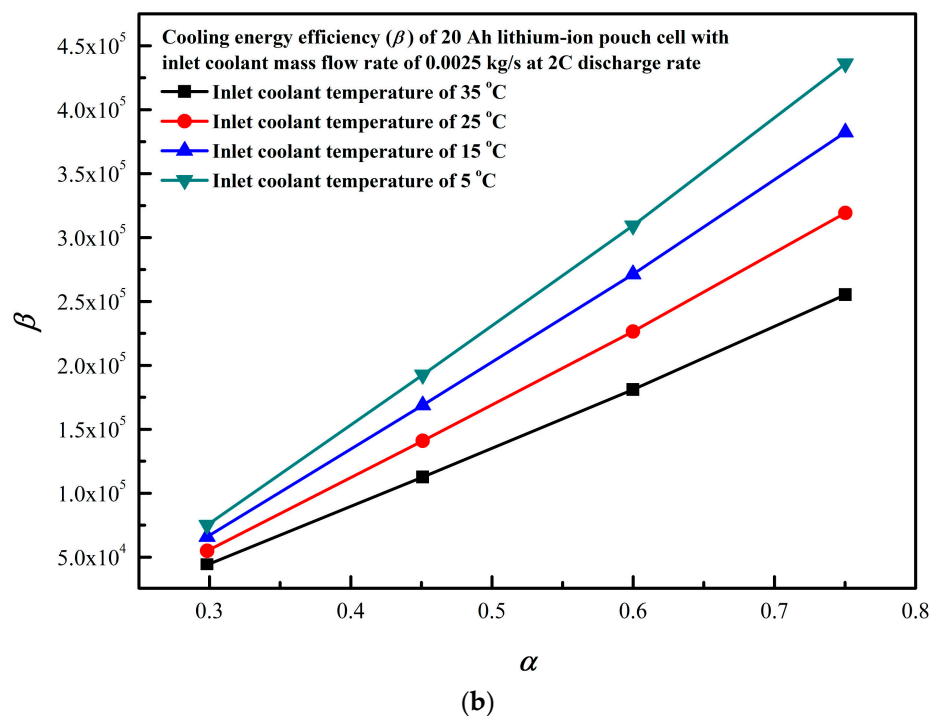 Cooling energy efficiency (β) of 20 Ah lithium-ion pouch cell with
inlet coolant mass flow rate of 0.0025 kg/s at 2C discharge rate
Inlet coolant temperature of 35 °C
Inlet coolant temperature of 25 °C
Inlet coolant temperature of 15 °C
Inlet coolant temperature of 5 °C
4.5x10⁵
4.0x10⁵
3.5x10⁵
3.0x10⁵
2.5x10⁵
2.0x10⁵
1.5x10⁵
1.0x10⁵
5.0x10⁴
β
0.3 0.4 0.5 0.6 0.7 0.8
α
(b)